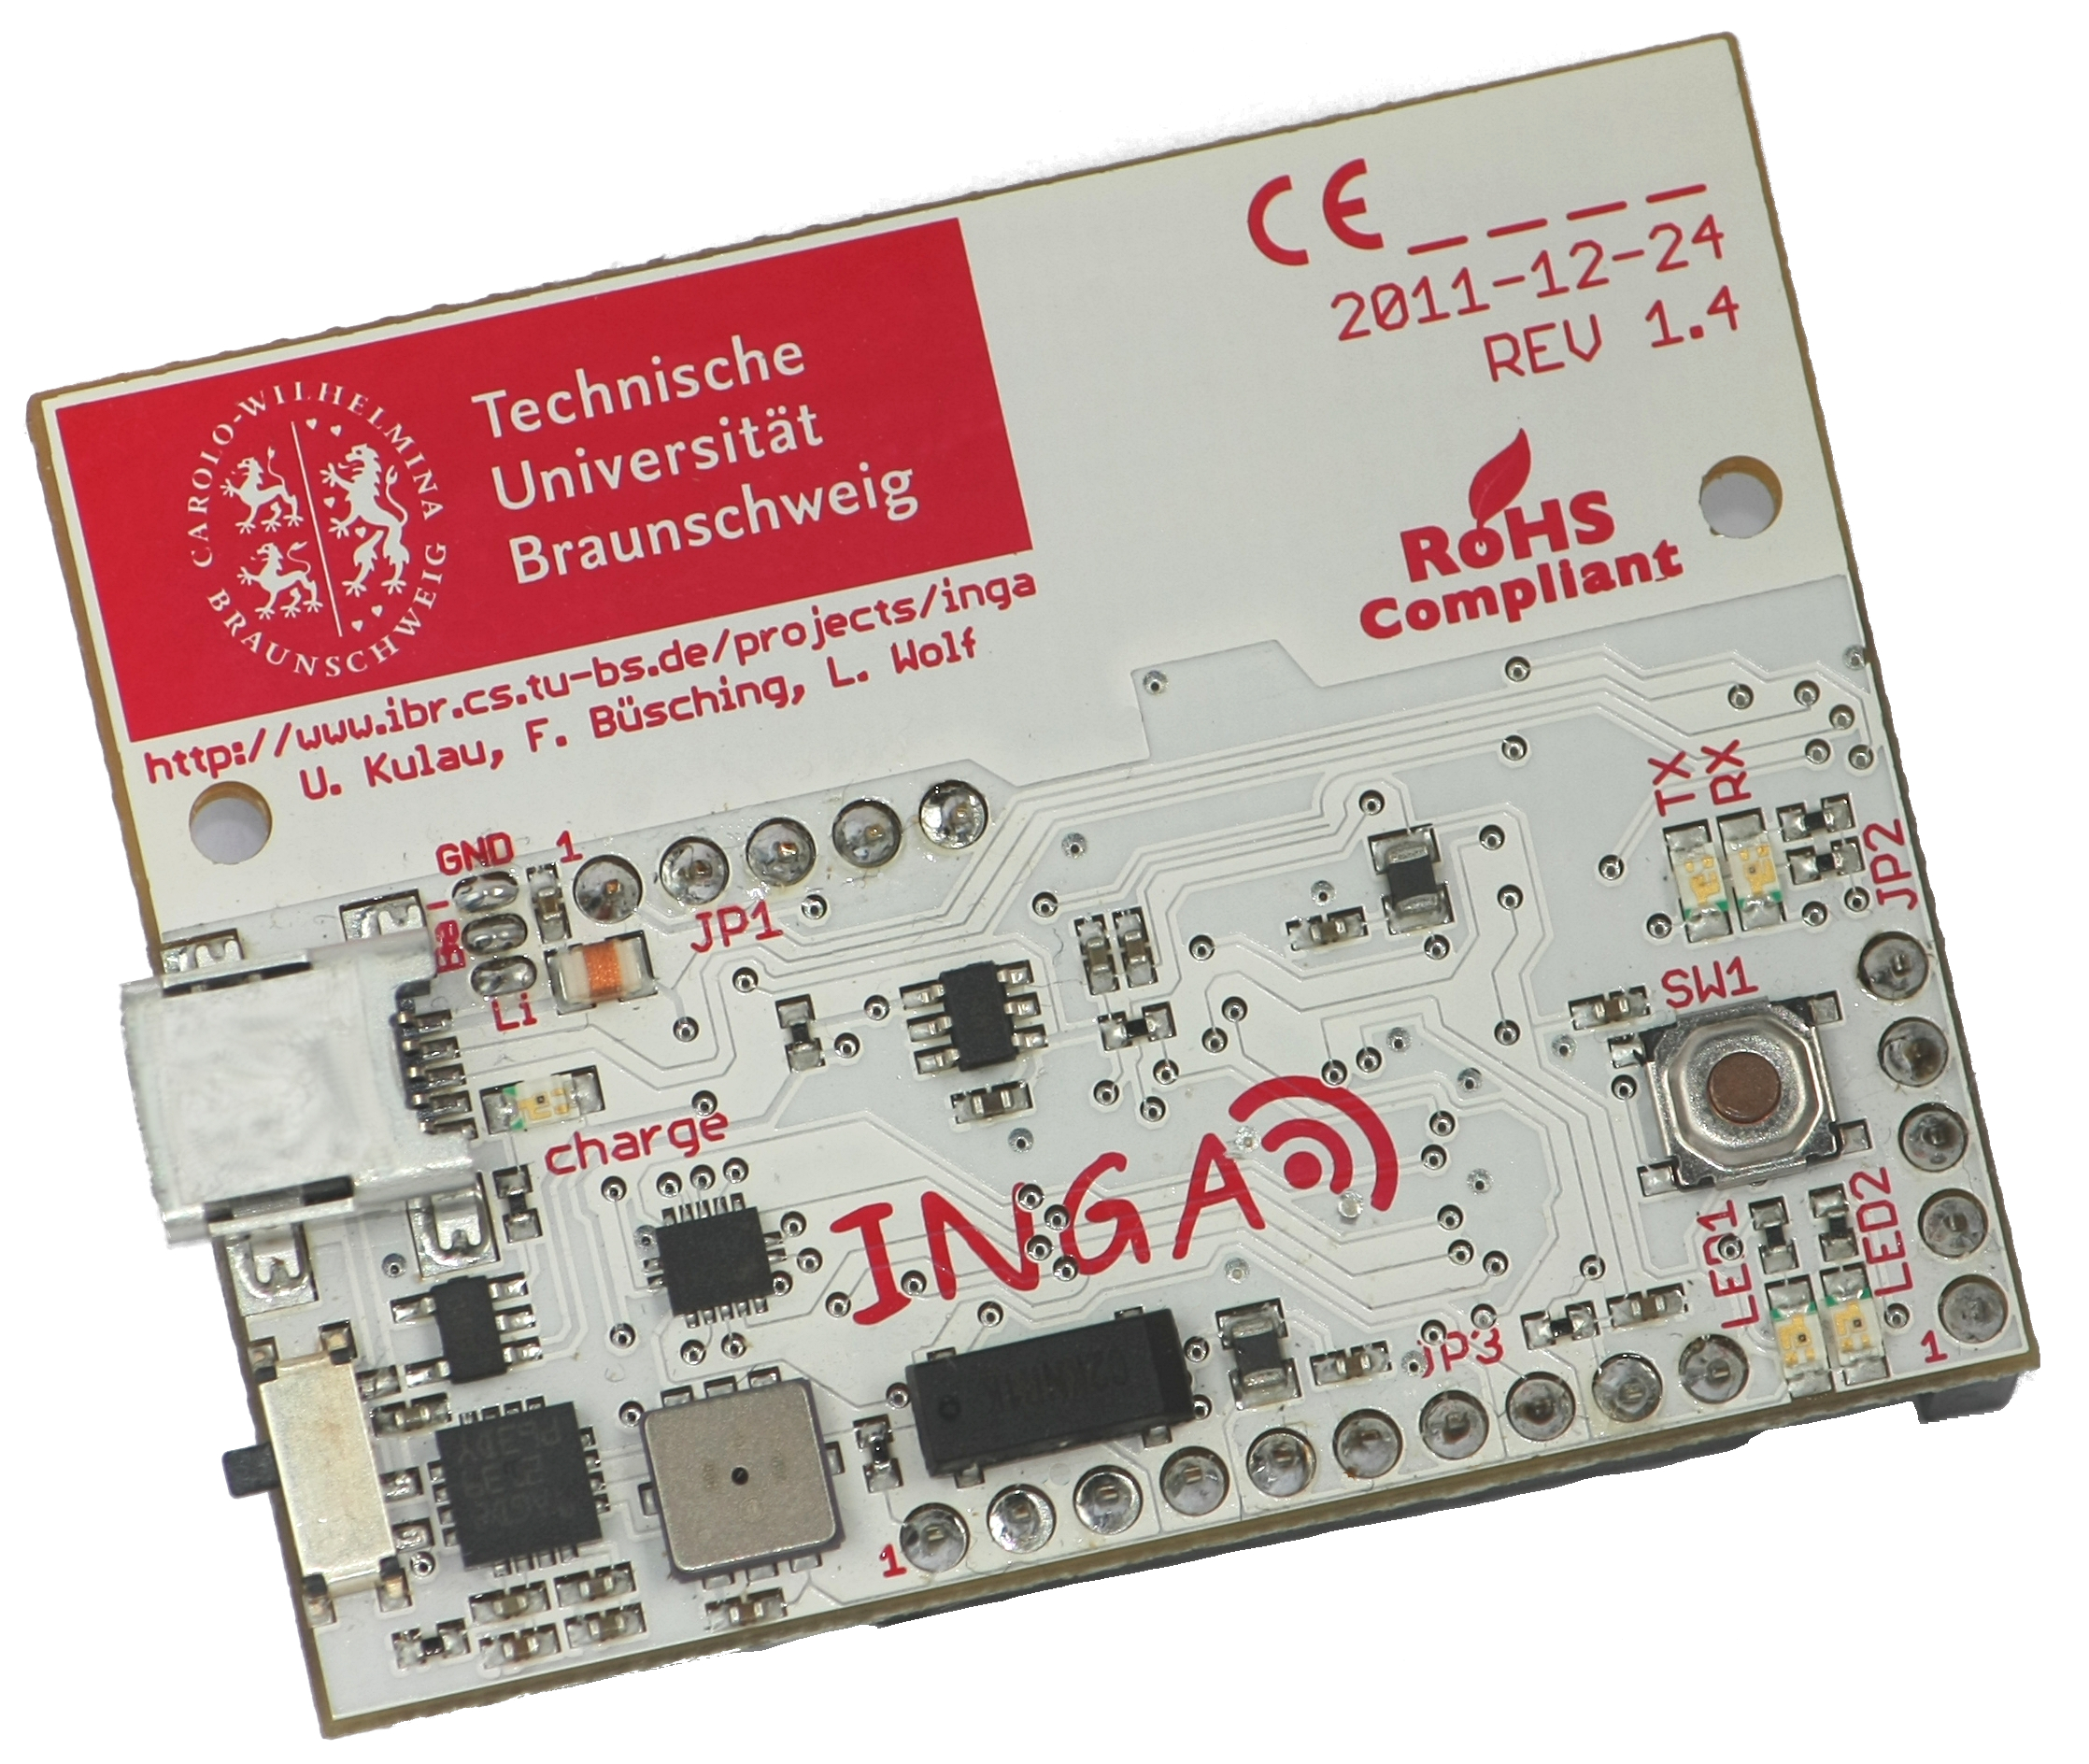 CE_ _ _ _
2011-12-24
REV 1.4
CAROLO-WILHELMINA
BRAUNSCHWEIG
Technische
Universität
Braunschweig
RoHS
Compliant
http://www.ibr.cs.tu-bs.de/projects/inga
U. Kulau, F. Büsching, L. Wolf
GND 1
JP1
Li
TX
RX
JP2
SW1
charge
INGA
LED1
LED2
JP3
1
1